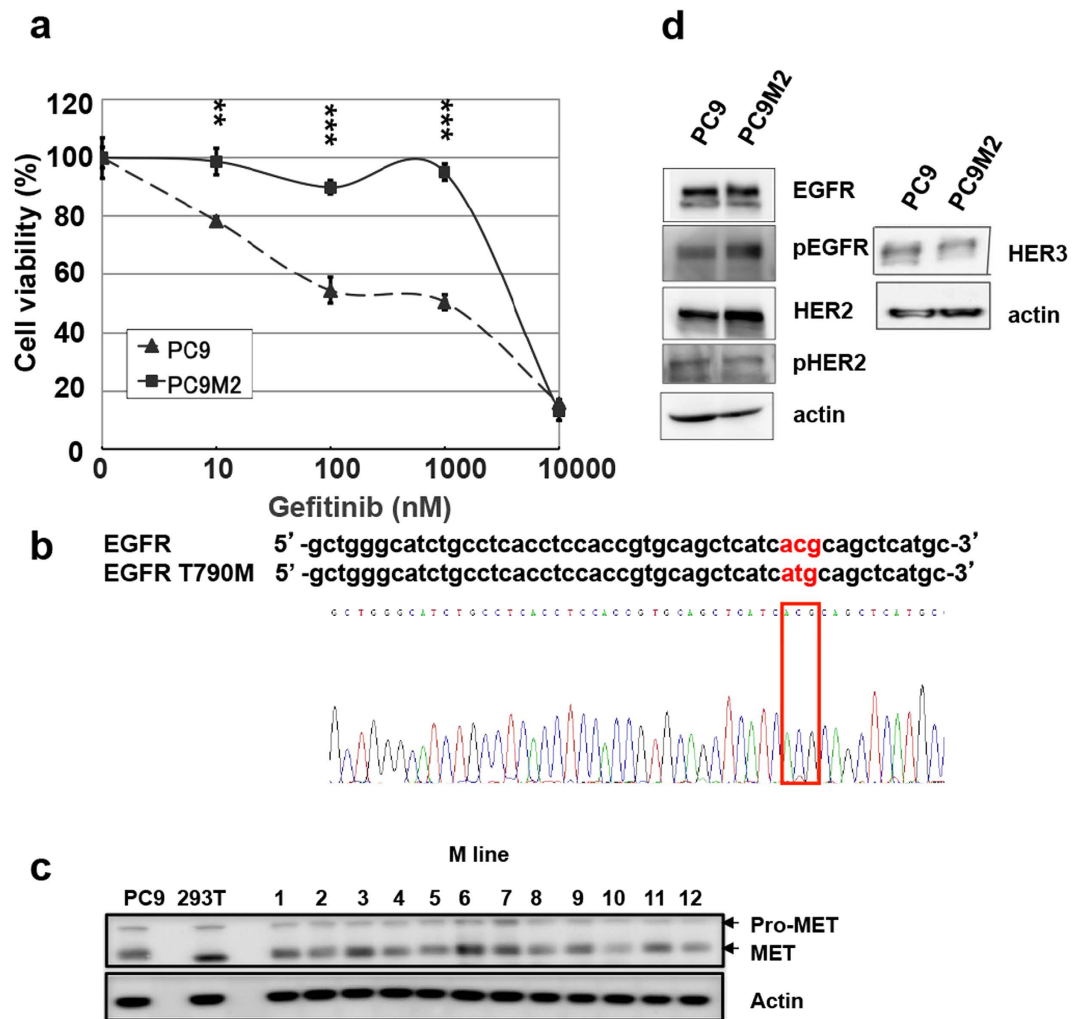 a
120
100
80
60
40
20
0
Cell viability (%)
**
***
***
PC9
PC9M2
0 10 100 1000 10000
Gefitinib (nM)
d
PC9 PC9M2
EGFR
pEGFR
HER2
pHER2
actin
PC9 PC9M2
HER3
actin
b
EGFR 5' -gctgggcatctgcctcacctccaccgtgcagctcatcacgcagctcatgc-3'
EGFR T790M 5' -gctgggcatctgcctcacctccaccgtgcagctcatcatgcagctcatgc-3'
G C T G G G C A T C T G C C T C A C C T C C A C C G T G C A G C T C A T C A C G C A G C T C A T G C
c
M line
PC9 293T 1 2 3 4 5 6 7 8 9 10 11 12
Pro-MET
MET
Actin